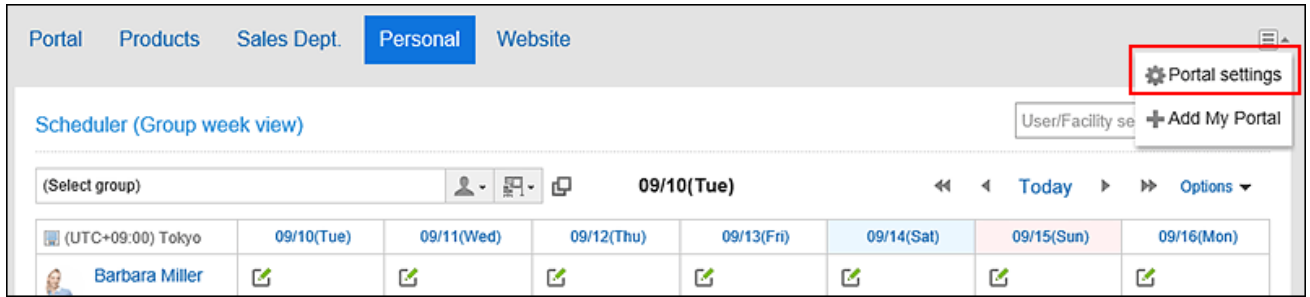 Portal Products Sales Dept. Personal Website
Portal settings
Add My Portal
Scheduler (Group week view)
User/Facility se
(Select group)
09/10(Tue)
Today
Options
(UTC+09:00) Tokyo 09/10(Tue) 09/11(Wed) 09/12(Thu) 09/13(Fri) 09/14(Sat) 09/15(Sun) 09/16(Mon)
Barbara Miller